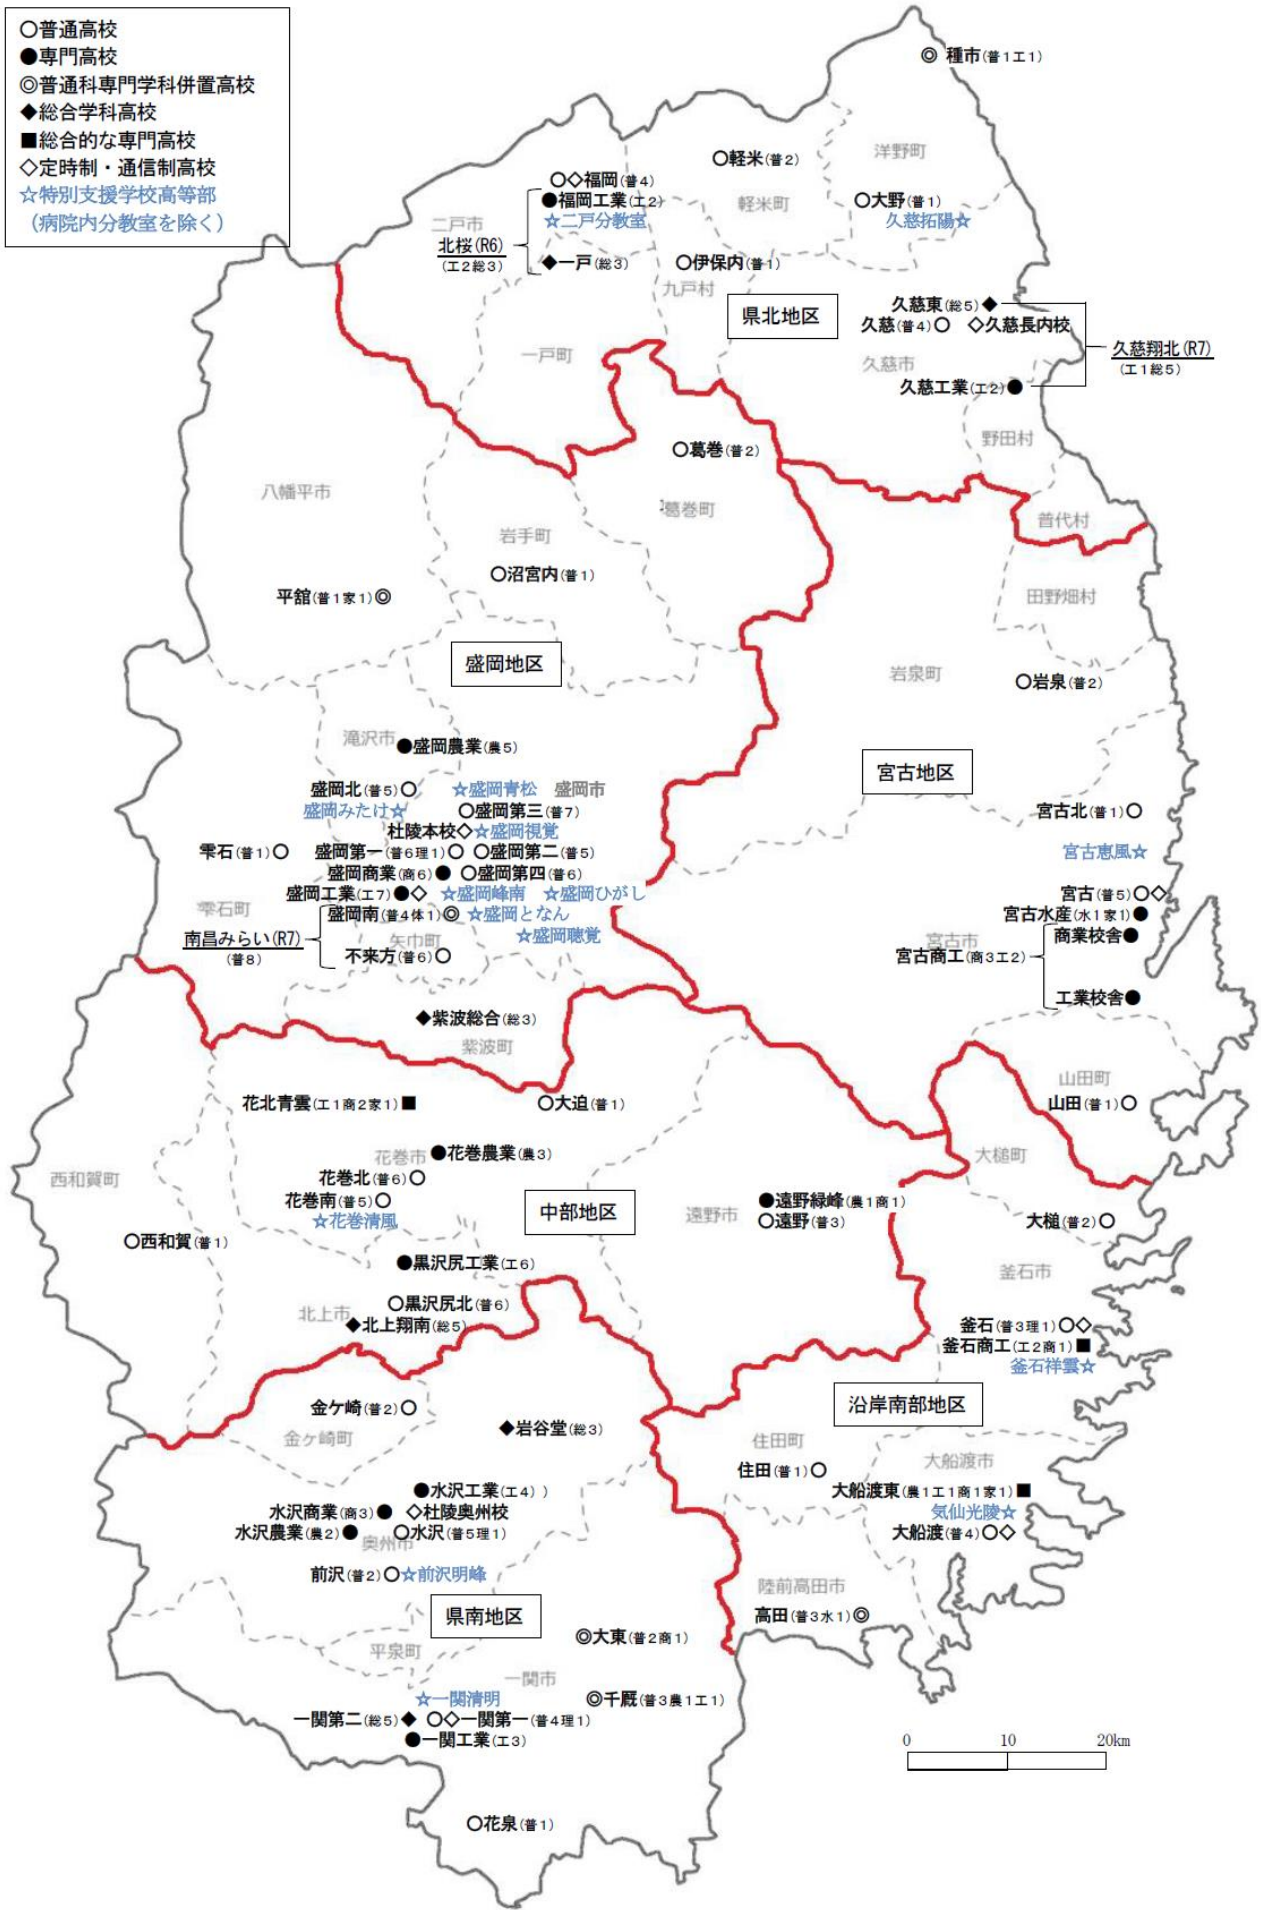 ○普通高校
●専門高校
◎普通科専門学科併置高校
◆総合学科高校
■総合的な専門高校
◇定時制・通信制高校
☆特別支援学校高等部
(病院内分教室を除く)
◎ 種市(普1工1)
○軽米(普2)
洋野町
○◇福岡(普4)
●福岡工業(工2)
軽米町
○大野(普1)
二戸市
☆二戸分教室
久慈拓陽☆
北桜(R6)
(工2総3)
◆一戸(総3)
○伊保内(普1)
九戸村
県北地区
久慈東(総5)◆
久慈(普4)○ ◇久慈長内校
久慈翔北(R7)
(工1総5)
一戸町
久慈市
久慈工業(工2)●
野田村
○葛巻(普2)
八幡平市
葛巻町
普代村
岩手町
○沼宮内(普1)
平舘(普1家1)◎
田野畑村
盛岡地区
岩泉町
○岩泉(普2)
滝沢市
●盛岡農業(農5)
宮古地区
盛岡北(普5)○
☆盛岡青松
盛岡市
盛岡みたけ☆
○盛岡第三(普7)
宮古北(普1)○
杜陵本校◇☆盛岡視覚
雫石(普1)○
盛岡第一(普6理1)○ ○盛岡第二(普5)
宮古恵風☆
盛岡商業(商6)● ○盛岡第四(普6)
盛岡工業(工7)●◇ ☆盛岡峰南 ☆盛岡ひがし
宮古(普5)○◇
雫石町
盛岡南(普4体1)◎☆盛岡となん
宮古水産(水1家1)●
南昌みらい(R7)
(普8)
矢巾町
☆盛岡聴覚
商業校舎●
宮古市
不来方(普6)○
宮古商工(商3工2)
工業校舎●
◆紫波総合(総3)
紫波町
山田町
花北青雲(工1商2家1)■
○大迫(普1)
山田(普1)○
花巻市
●花巻農業(農3)
大槌町
西和賀町
花巻北(普6)○
花巻南(普5)○
中部地区
●遠野緑峰(農1商1)
☆花巻清風
遠野市
○遠野(普3)
大槌(普2)○
○西和賀(普1)
●黒沢尻工業(工6)
釜石市
○黒沢尻北(普6)
北上市
◆北上翔南(総5)
釜石(普3理1)○◇
釜石商工(工2商1)■
釜石祥雲☆
金ケ崎(普2)○
沿岸南部地区
金ケ崎町
◆岩谷堂(総3)
住田町
大船渡市
住田(普1)○
●水沢工業(工4))
大船渡東(農1工1商1家1)■
水沢商業(商3)● ◇杜陵奥州校
気仙光陵☆
水沢農業(農2)● ○水沢(普5理1)
大船渡(普4)○◇
奥州市
前沢(普2)○☆前沢明峰
陸前高田市
県南地区
高田(普3水1)◎
◎大東(普2商1)
平泉町
一関市
☆一関清明
◎千厩(普3農1工1)
一関第二(総5)◆ ○◇一関第一(普4理1)
●一関工業(工3)
0 10 20km
○花泉(普1)